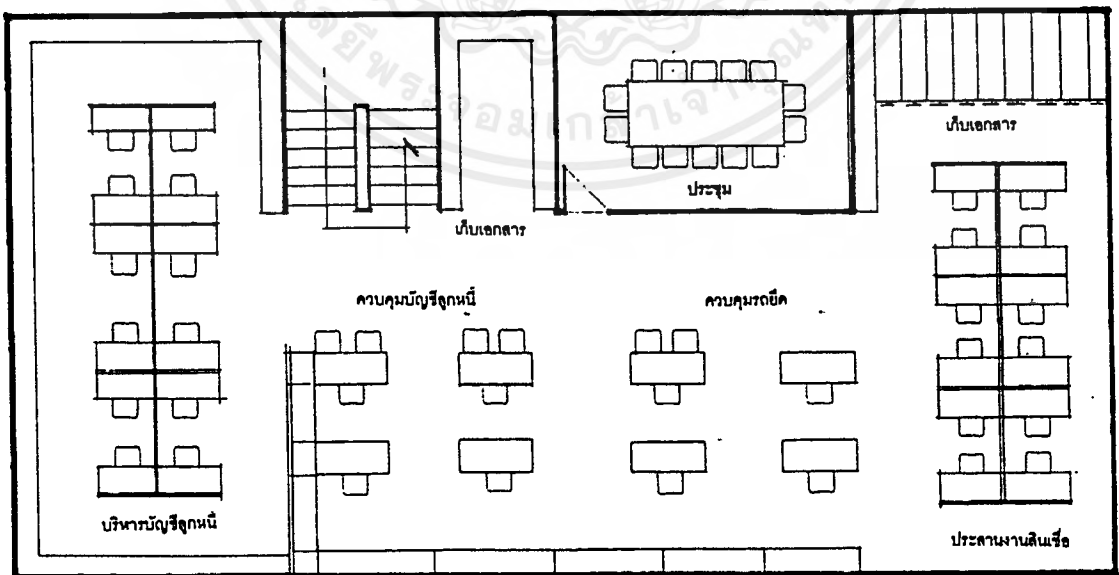 เก็บเอกสาร
ประชุม
เก็บเอกสาร
ควบคุมบัญชีลูกหนี้
ควบคุมรถยึด
บริหารบัญชีลูกหนี้
ประสานงานสินเชื่อ